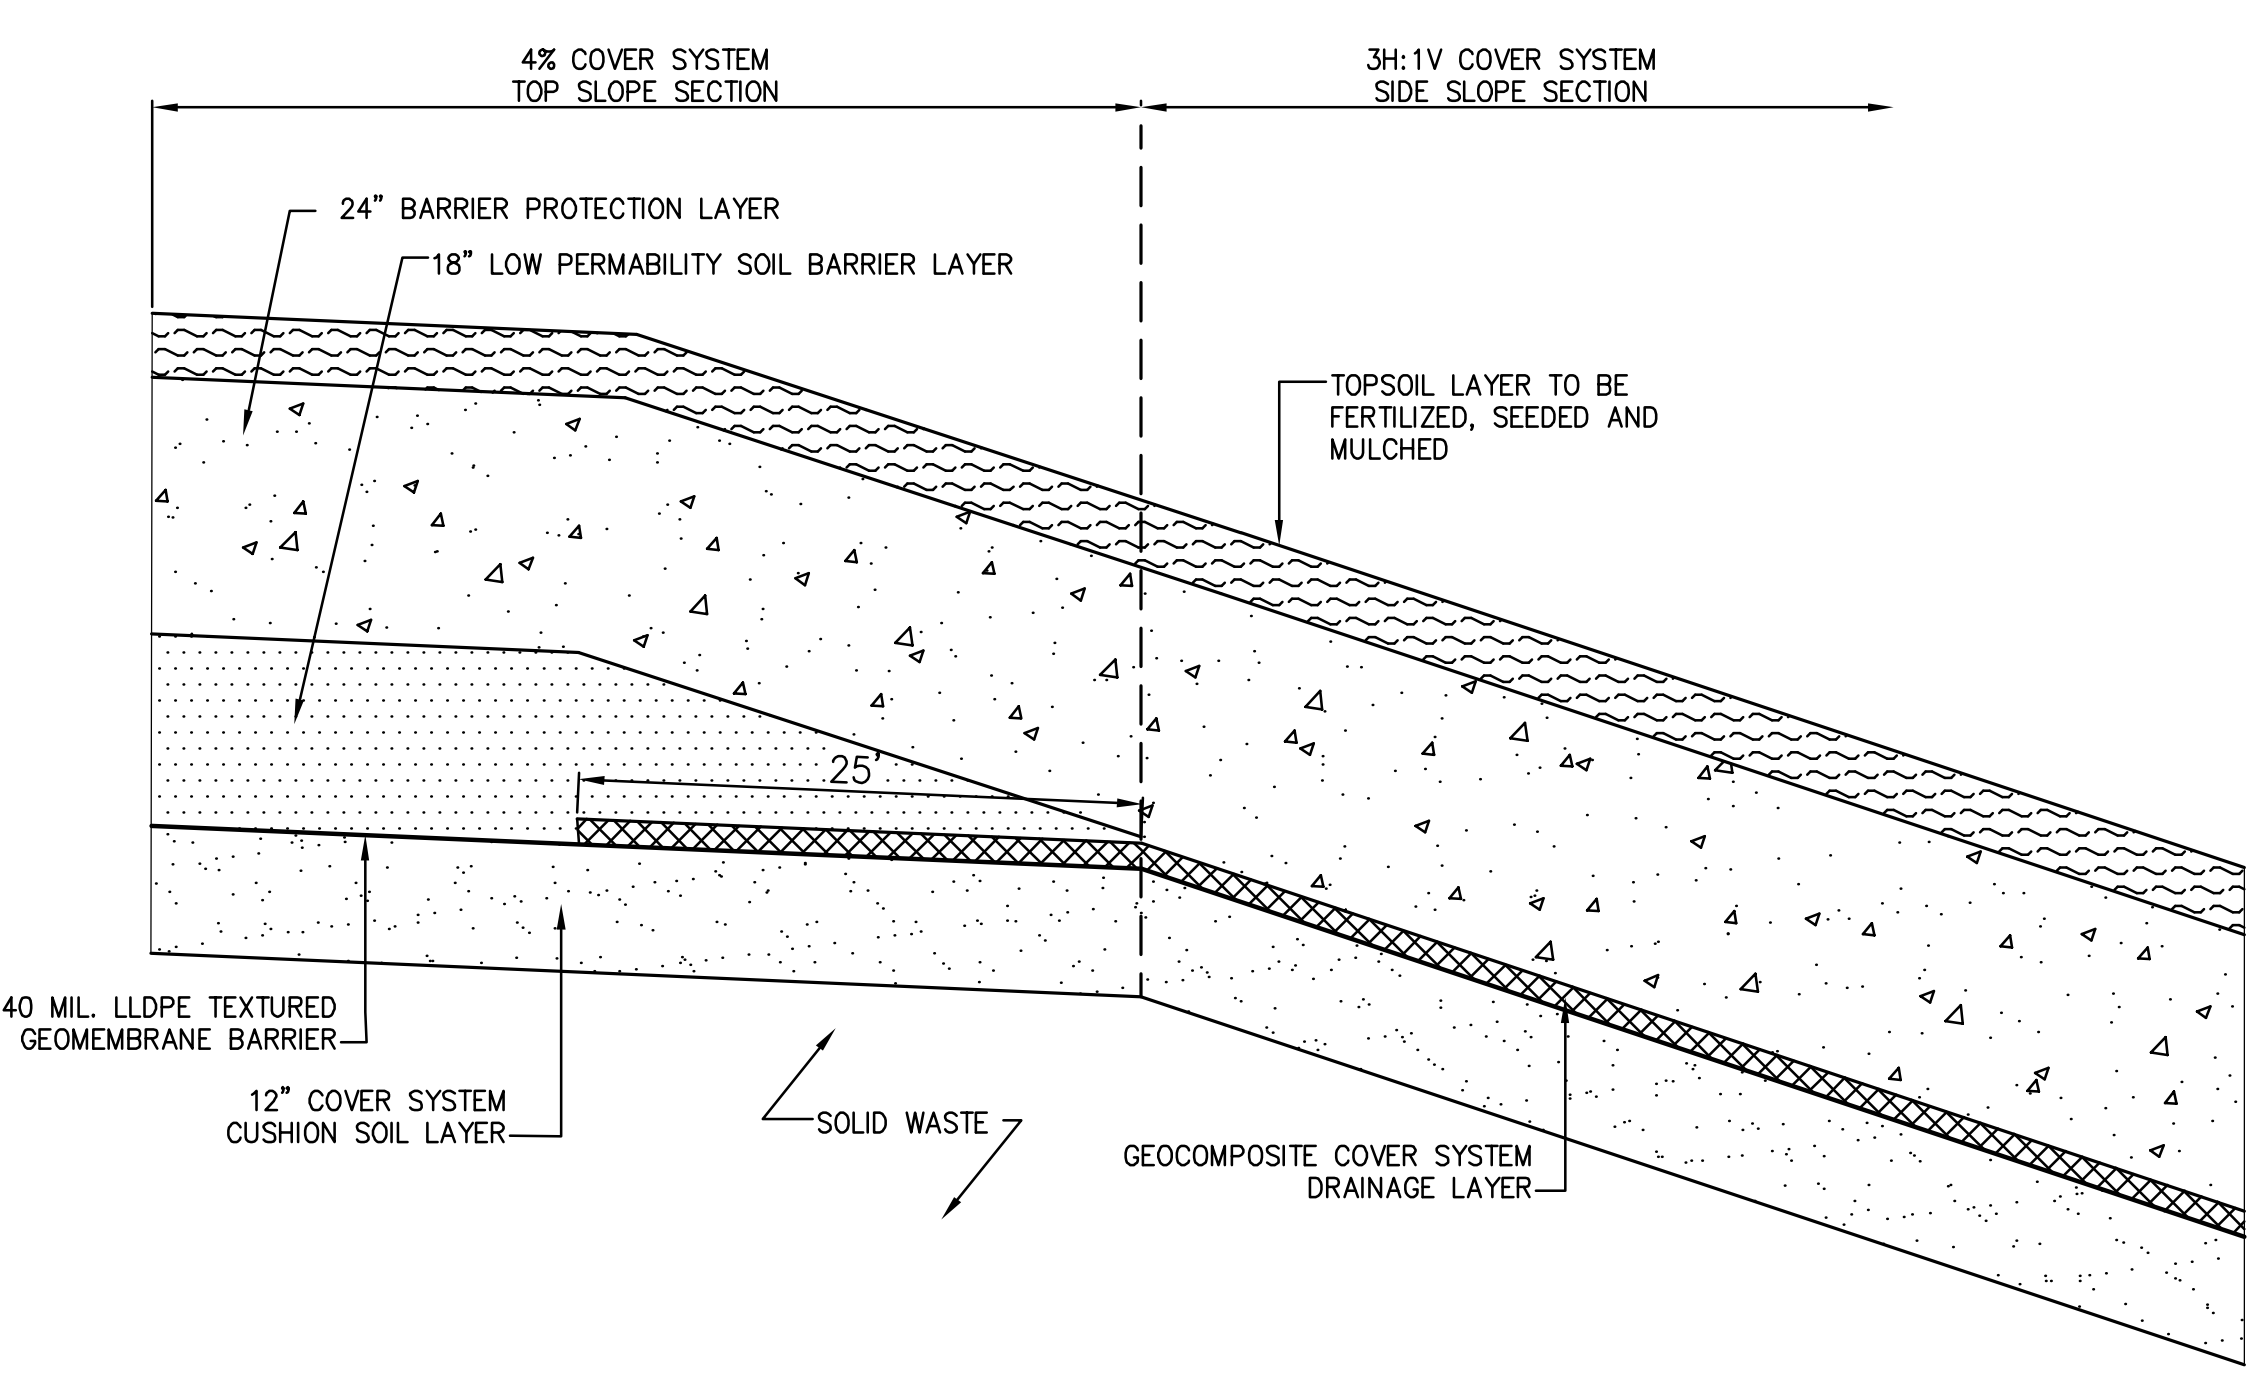 4% COVER SYSTEM
TOP SLOPE SECTION
3H:1V COVER SYSTEM
SIDE SLOPE SECTION
24” BARRIER PROTECTION LAYER
18” LOW PERMABILITY SOIL BARRIER LAYER
TOPSOIL LAYER TO BE
FERTILIZED, SEEDED AND
MULCHED
25’
40 MIL. LLDPE TEXTURED
GEOMEMBRANE BARRIER
12” COVER SYSTEM
CUSHION SOIL LAYER
SOLID WASTE
GEOCOMPOSITE COVER SYSTEM
DRAINAGE LAYER